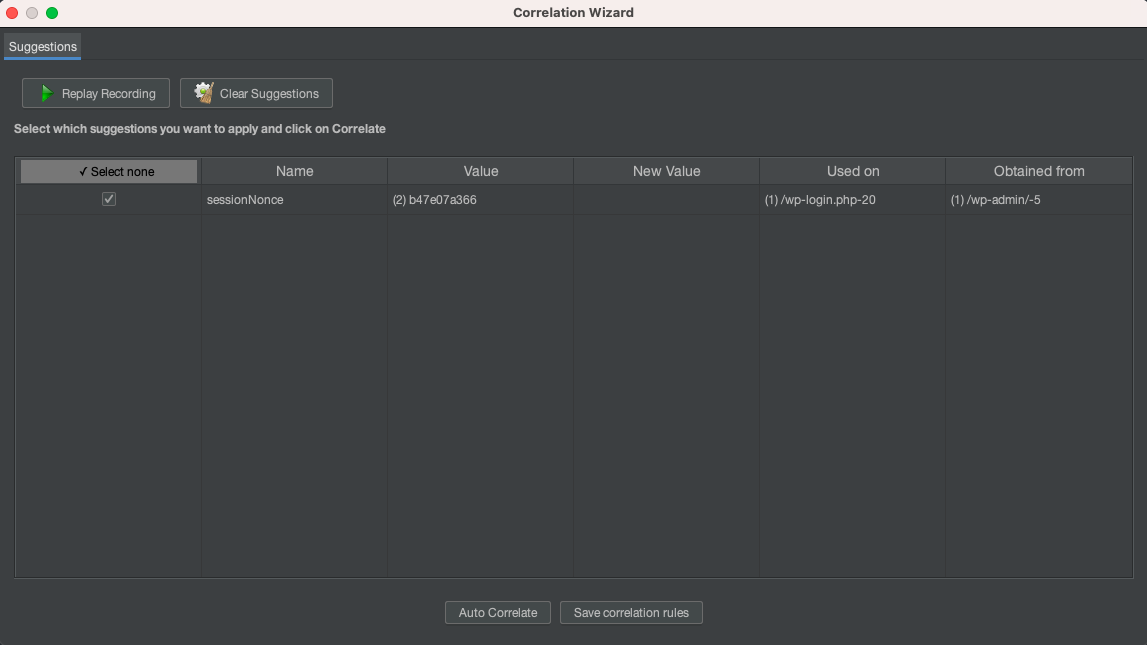 Correlation Wizard
Suggestions
Replay Recording Clear Suggestions
Select which suggestions you want to apply and click on Correlate
✓ Select none Name Value New Value Used on Obtained from
sessionNonce (2) b47e07a366 (1) /wp-login.php-20 (1) /wp-admin/-5
Auto Correlate Save correlation rules